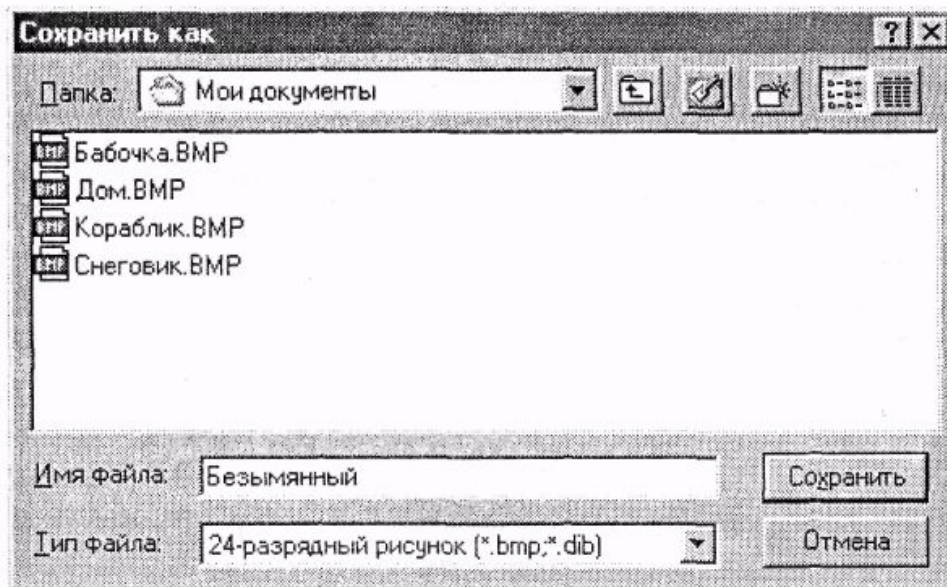 Сохранить как
Папка: Мои документы
Бабочка.BMP
Дом.BMP
Кораблик.BMP
Снеговик.BMP
Имя файла: Безымянный Сохранить
Тип файла: 24-разрядный рисунок (*.bmp;*.dib) Отмена